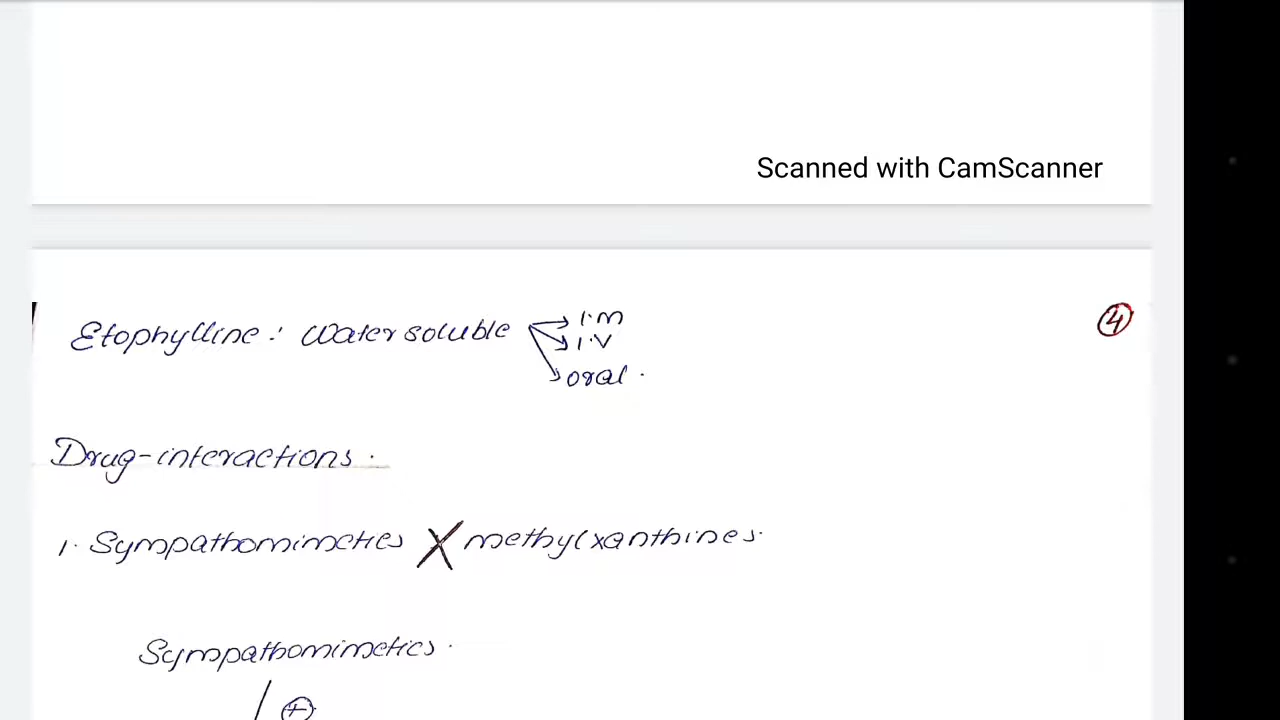 Scanned with CamScanner
Etophylline: Water soluble
I.M
I.V
oral.
4
Drug-interactions.
1. Sympathomimetics X methylxanthines.
Sympathomimetics.
+